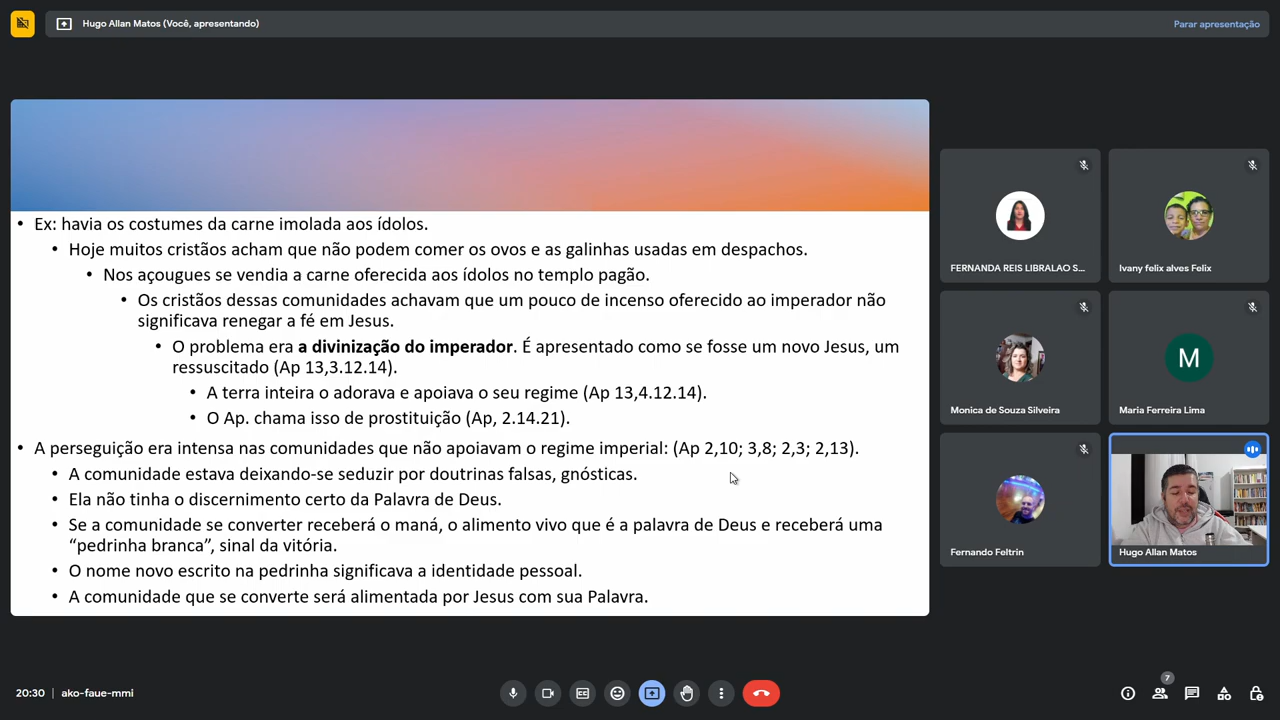 Hugo Allan Matos (Você, apresentando)
Parar apresentação
• Ex: havia os costumes da carne imolada aos ídolos.
• Hoje muitos cristãos acham que não podem comer os ovos e as galinhas usadas em despachos.
• Nos açougues se vendia a carne oferecida aos ídolos no templo pagão.
• Os cristãos dessas comunidades achavam que um pouco de incenso oferecido ao imperador não
significava renegar a fé em Jesus.
• O problema era a divinização do imperador. É apresentado como se fosse um novo Jesus, um
ressuscitado (Ap 13,3.12.14).
• A terra inteira o adorava e apoiava o seu regime (Ap 13,4.12.14).
• O Ap. chama isso de prostituição (Ap, 2.14.21).
• A perseguição era intensa nas comunidades que não apoiavam o regime imperial: (Ap 2,10; 3,8; 2,3; 2,13).
• A comunidade estava deixando-se seduzir por doutrinas falsas, gnósticas.
• Ela não tinha o discernimento certo da Palavra de Deus.
• Se a comunidade se converter receberá o maná, o alimento vivo que é a palavra de Deus e receberá uma
“pedrinha branca”, sinal da vitória.
• O nome novo escrito na pedrinha significava a identidade pessoal.
• A comunidade que se converte será alimentada por Jesus com sua Palavra.
FERNANDA REIS LIBRALAO S...
Ivany felix alves Felix
Monica de Souza Silveira
M
Maria Ferreira Lima
Fernando Feltrin
Hugo Allan Matos
20:30 | ako-faue-mmi
7